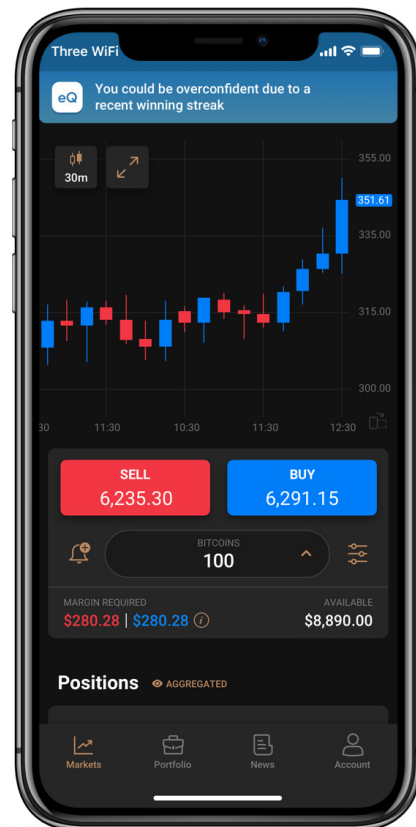 Three WiFi
eQ
You could be overconfident due to a
recent winning streak
30m
355.00
351.61
335.00
315.00
300.00
30
11:30
10:30
11:30
12:30
SELL
6,235.30
BUY
6,291.15
BITCOINS
100
MARGIN REQUIRED
$280.28 | $280.28 i
AVAILABLE
$8,890.00
Positions
AGGREGATED
Markets
Portfolio
News
Account